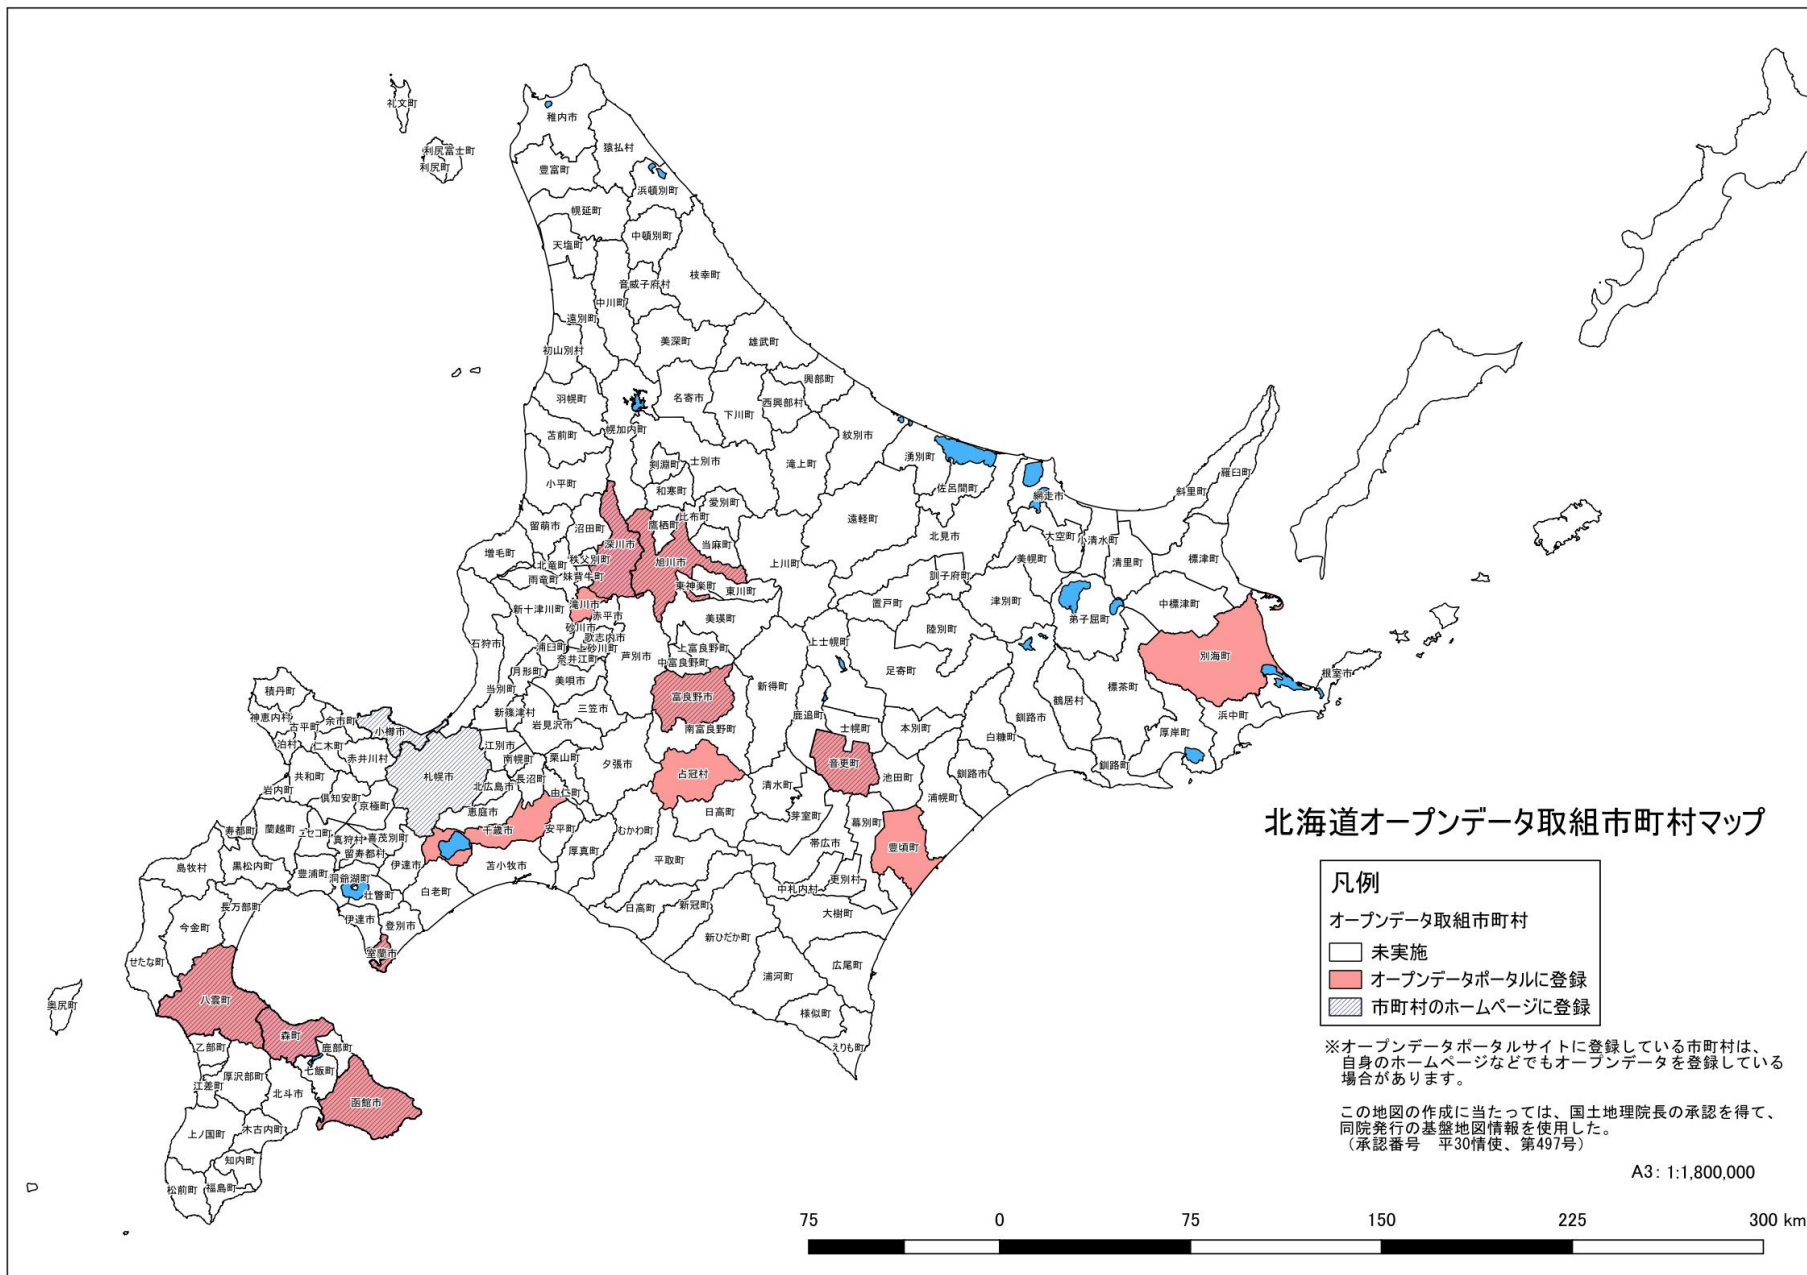 礼文町
利尻富士町
利尻町
稚内市
猿払村
豊富町
浜頓別町
幌延町
中頓別町
天塩町
枝幸町
音威子府村
中川町
遠別町
美深町
雄武町
初山別村
興部町
羽幌町
名寄市
西興部村
下川町
幌加内町
苫前町
紋別市
湧別町
剣淵町
士別市
滝上町
佐呂間町
網走市
斜里町
羅臼町
小平町
和寒町
愛別町
遠軽町
留萌市
沼田町
鷹栖町
比布町
北見市
大空町
小清水町
深川市
当麻町
増毛町
秩父別町
旭川市
上川町
美幌町
清里町
標津町
北竜町
雨竜町
妹背牛町
東神楽町
東川町
訓子府町
置戸町
津別町
中標津町
新十津川町
滝川市
赤平市
美瑛町
弟子屈町
砂川市
陸別町
石狩市
浦臼町
歌志内市
上砂川町
上富良野町
上士幌町
別海町
奈井江町
芦別市
中富良野町
足寄町
月形町
美唄市
根室市
積丹町
当別町
富良野市
新得町
標茶町
鶴居村
神恵内村
古平町
余市町
新篠津村
三笠市
鹿追町
釧路市
浜中町
小樽市
岩見沢市
南富良野町
士幌町
本別町
白糠町
厚岸町
泊村
仁木町
赤井川村
江別市
南幌町
栗山町
夕張市
音更町
釧路町
共和町
札幌市
占冠村
池田町
釧路市
岩内町
倶知安町
京極町
北広島市
長沼町
由仁町
清水町
浦幌町
恵庭市
日高町
芽室町
幕別町
寿都町
蘭越町
ニセコ町
真狩村
喜茂別町
千歳市
安平町
むかわ町
帯広市
豊頃町
留寿都村
厚真町
島牧村
黒松内町
豊浦町
洞爺湖町
伊達市
苫小牧市
平取町
更別村
壮瞥町
白老町
中札内村
長万部町
伊達市
登別市
日高町
新冠町
大樹町
今金町
新ひだか町
室蘭市
せたな町
浦河町
広尾町
奥尻町
八雲町
様似町
森町
乙部町
鹿部町
えりも町
七飯町
江差町
厚沢部町
北斗市
函館市
上ノ国町
木古内町
知内町
松前町
福島町
北海道オープンデータ取組市町村マップ
凡例
オープンデータ取組市町村
未実施
オープンデータポータルに登録
市町村のホームページに登録
※オープンデータポータルサイトに登録している市町村は、
自身のホームページなどでもオープンデータを登録している
場合があります。
この地図の作成に当たっては、国土地理院長の承認を得て、
同院発行の基盤地図情報を使用した。
（承認番号　平30情使、第497号）
A3: 1:1,800,000
75 0 75 150 225 300 km